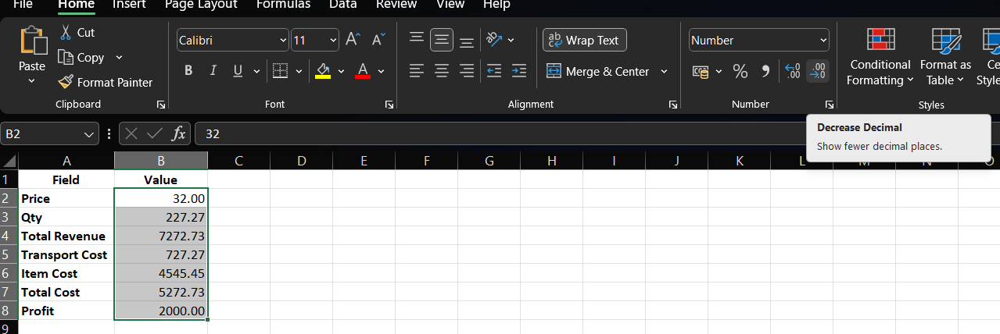 File Home Insert Page Layout Formulas Data Review View Help
Cut
Copy
Format Painter
Paste
Clipboard
Calibri 11 A A
B I U A
Font
ab Wrap Text
Merge & Center
Alignment
Number
% 9 .00 .00
Number
Conditional Formatting
Format as Table
Styles
B2 fx 32
Decrease Decimal
Show fewer decimal places.
A B C D E F G H I J K L M N O
1 Field Value
2 Price 32.00
3 Qty 227.27
4 Total Revenue 7272.73
5 Transport Cost 727.27
6 Item Cost 4545.45
7 Total Cost 5272.73
8 Profit 2000.00
9